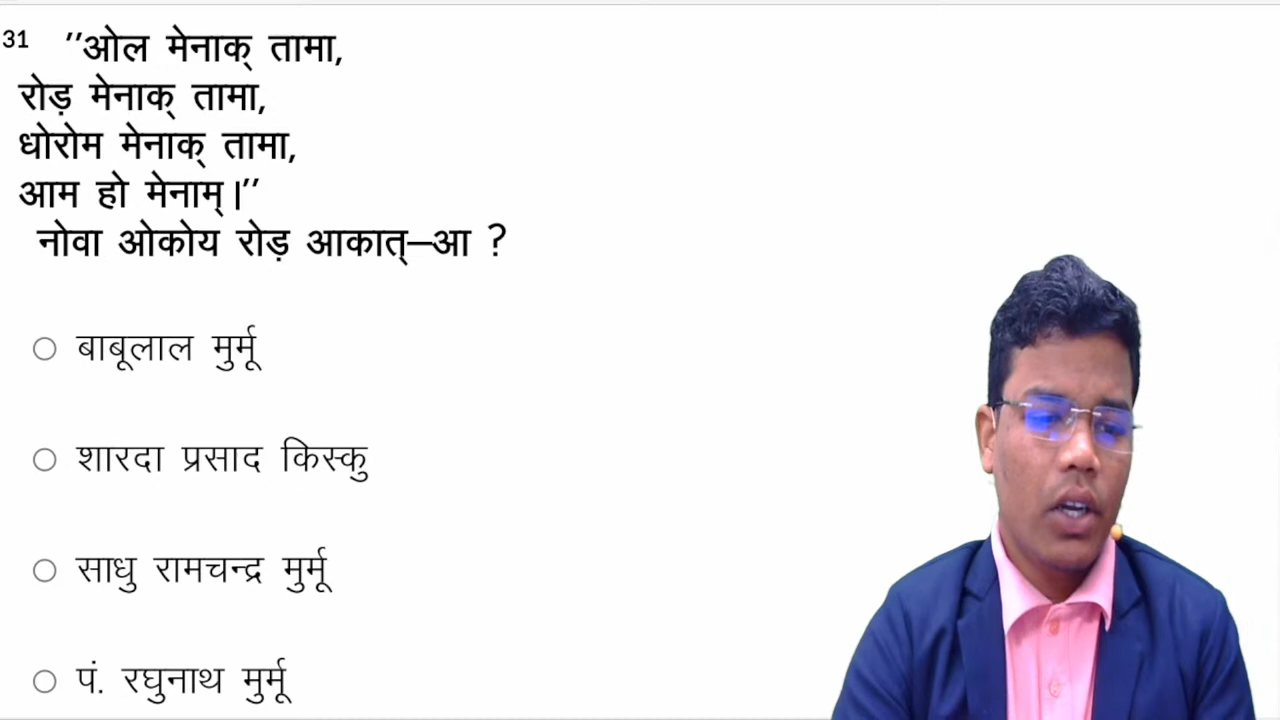 31 ’’ओल मेनाक् तामा,
रोड़ मेनाक् तामा,
धोरोम मेनाक् तामा,
आम हो मेनाम्।’’
नोवा ओकोय रोड़ आकात्–आ ?
बाबूलाल मुर्मू
शारदा प्रसाद किस्कु
साधु रामचन्द्र मुर्मू
पं. रघुनाथ मुर्मू